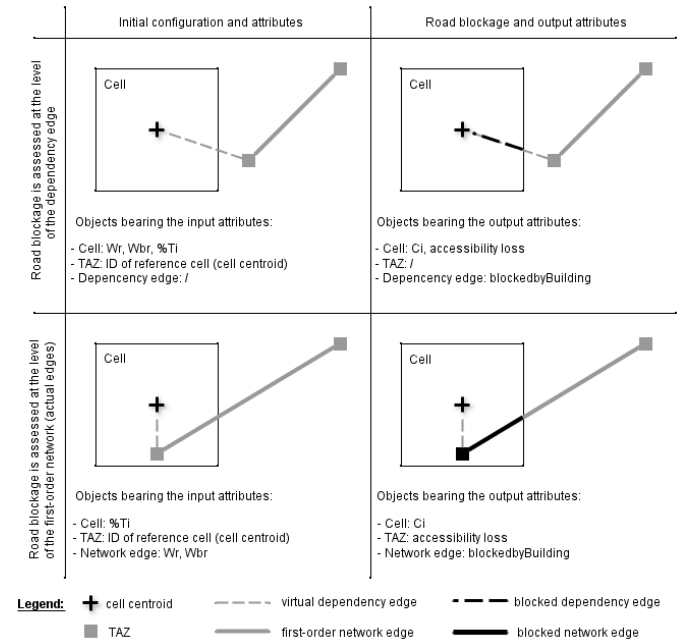 Initial configuration and attributes
Road blockage and output attributes
Road blockage is assessed at the level
of the dependency edge
Cell
Objects bearing the input attributes:
- Cell: Wr, Wbr, %Ti
- TAZ: ID of reference cell (cell centroid)
- Depencency edge: /
Cell
Objects bearing the output attributes:
- Cell: Ci, accessibility loss
- TAZ: /
- Depencency edge: blockedbyBuilding
Road blockage is assessed at the level
of the first-order network (actual edges)
Cell
Objects bearing the input attributes:
- Cell: %Ti
- TAZ: ID of reference cell (cell centroid)
- Network edge: Wr, Wbr
Cell
Objects bearing the output attributes:
- Cell: Ci
- TAZ: accessibility loss
- Network edge: blockedbyBuilding
Legend:
cell centroid
virtual dependency edge
blocked dependency edge
TAZ
first-order network edge
blocked network edge